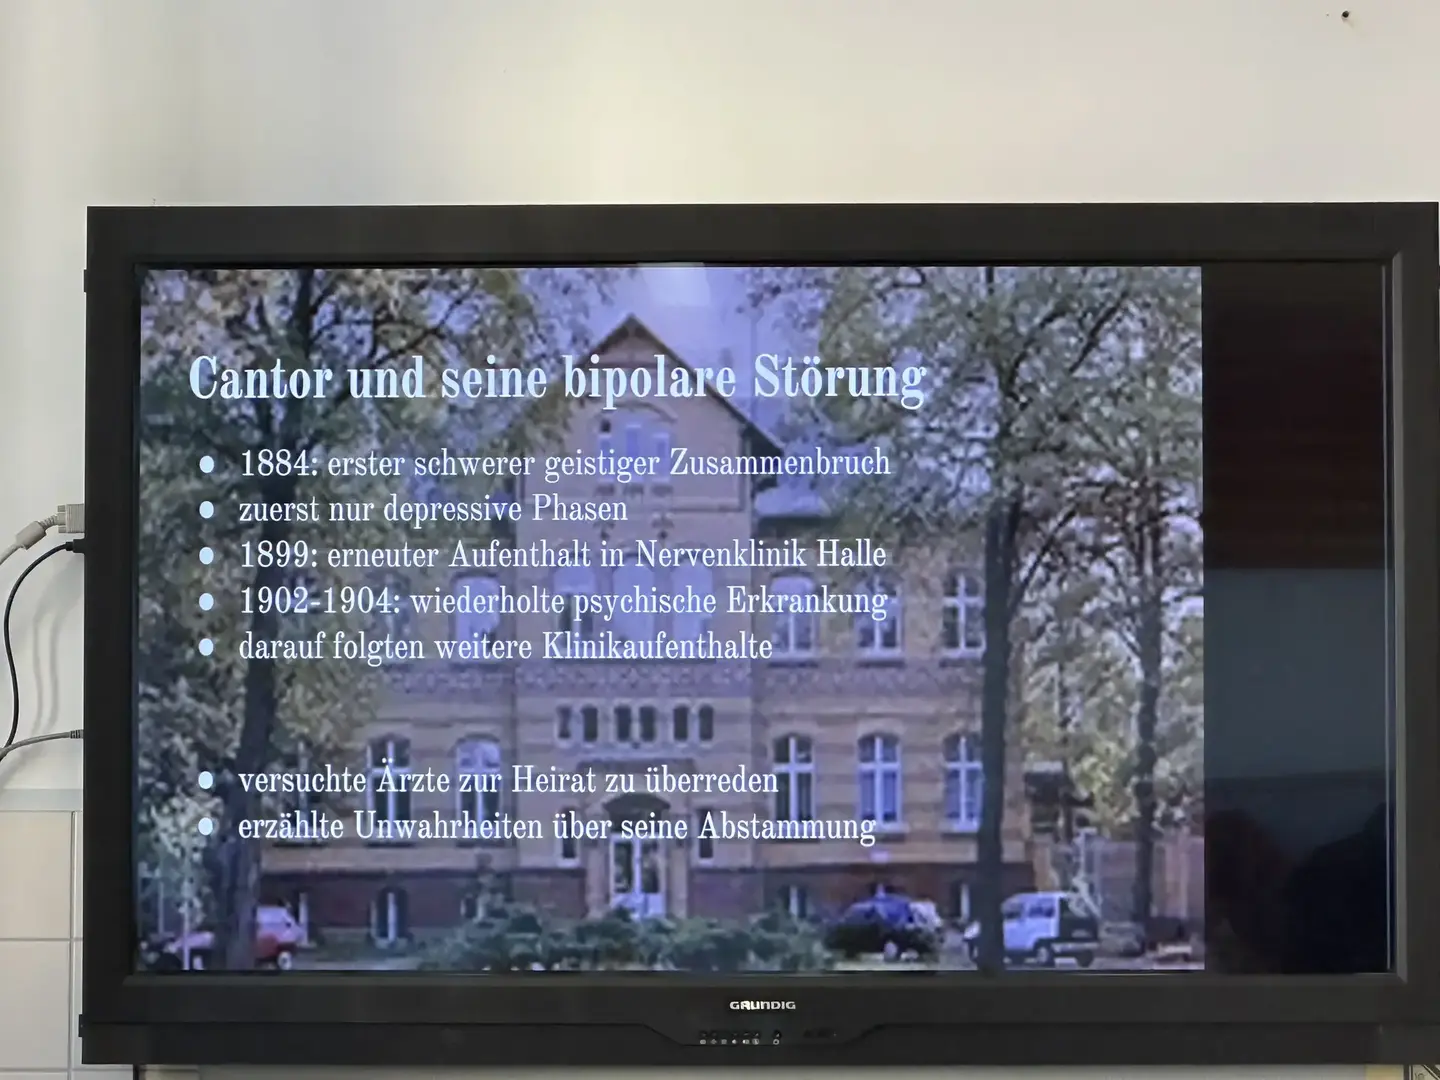 Cantor und seine bipolare Störung
● 1884: erster schwerer geistiger Zusammenbruch
● zuerst nur depressive Phasen
● 1899: erneuter Aufenthalt in Nervenklinik Halle
● 1902-1904: wiederholte psychische Erkrankung
● darauf folgten weitere Klinikaufenthalte
● versuchte Ärzte zur Heirat zu überreden
● erzählte Unwahrheiten über seine Abstammung
GRUNDIG